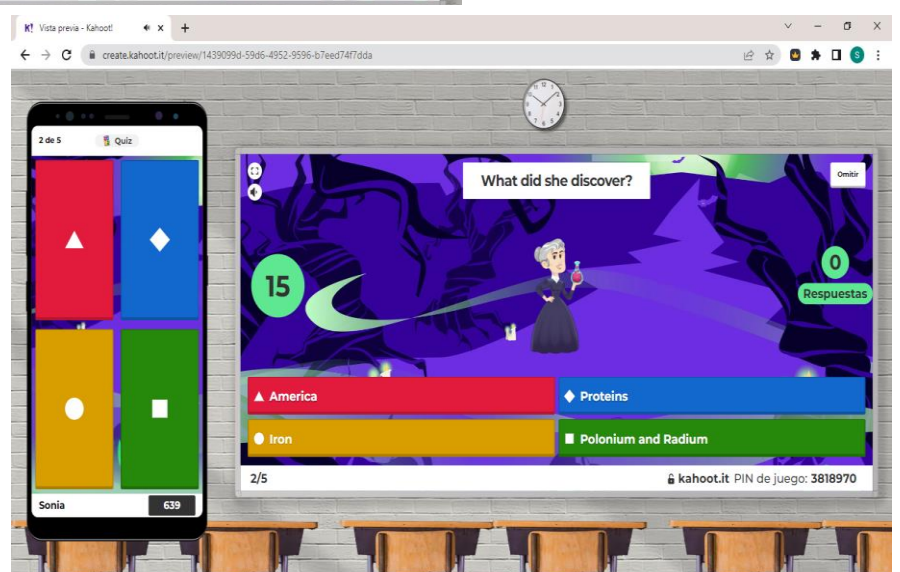 Vista previa - Kahoot!
create.kahoot.it/preview/1439099d-59d6-4952-9596-b7eed74f7dda
S
2 de 5
Quiz
What did she discover?
Omitir
15
0
Respuestas
America
Proteins
Iron
Polonium and Radium
2/5
kahoot.it PIN de juego: 3818970
Sonia
639